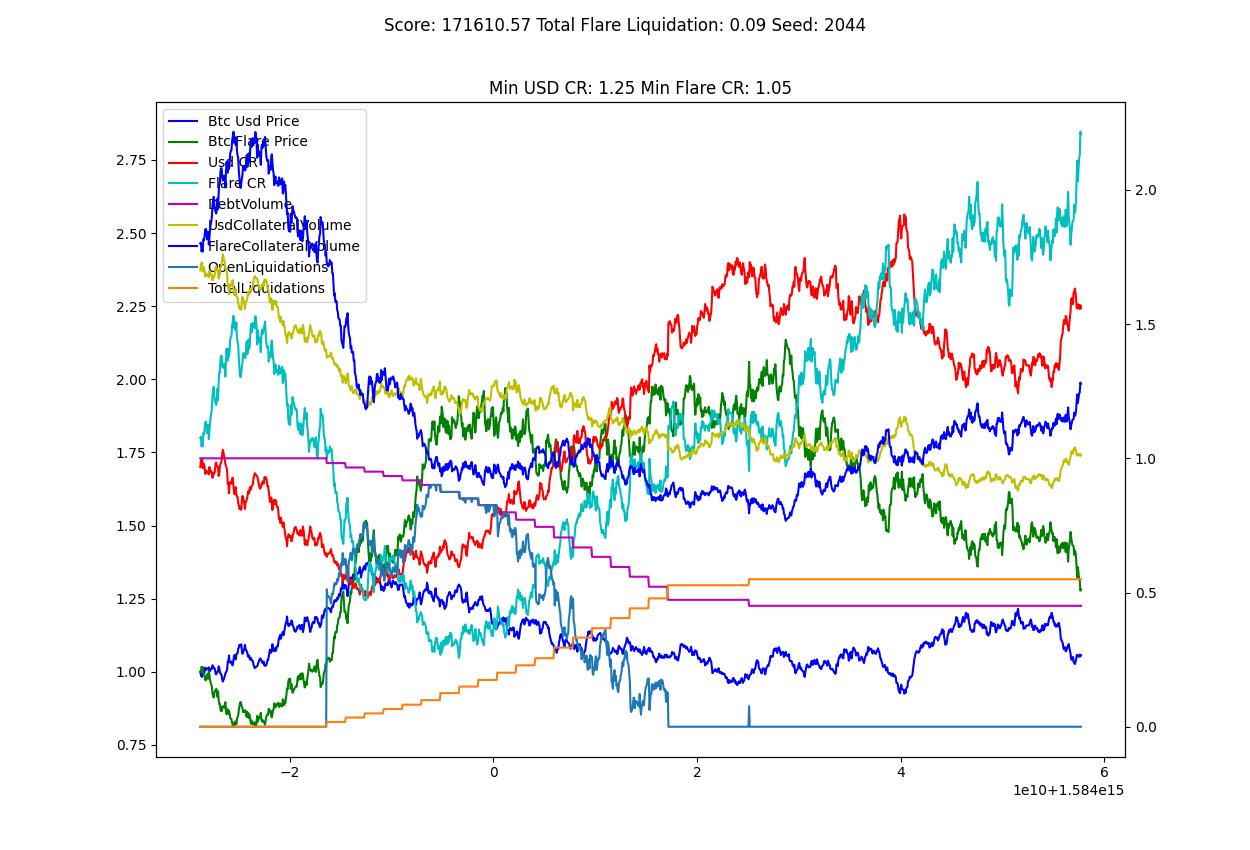 Score: 171610.57 Total Flare Liquidation: 0.09 Seed: 2044
Min USD CR: 1.25 Min Flare CR: 1.05
Btc Usd Price
Btc Flare Price
Usd CR
Flare CR
DebtVolume
UsdCollateralVolume
FlareCollateralVolume
OpenLiquidations
TotalLiquidations
2.75
2.50
2.25
2.00
1.75
1.50
1.25
1.00
0.75
2.0
1.5
1.0
0.5
0.0
−2 0 2 4 6
1e10+1.584e15